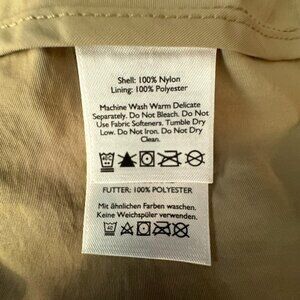 Shell: 100% Nylon
Lining: 100% Polyester
Machine Wash Warm Delicate
Separately. Do Not Bleach. Do Not
Use Fabric Softeners. Tumble Dry
Low. Do Not Iron. Do Not Dry
Clean.
FUTTER: 100% POLYESTER
Mit ähnlichen Farben waschen.
Keine Weichspüler verwenden.